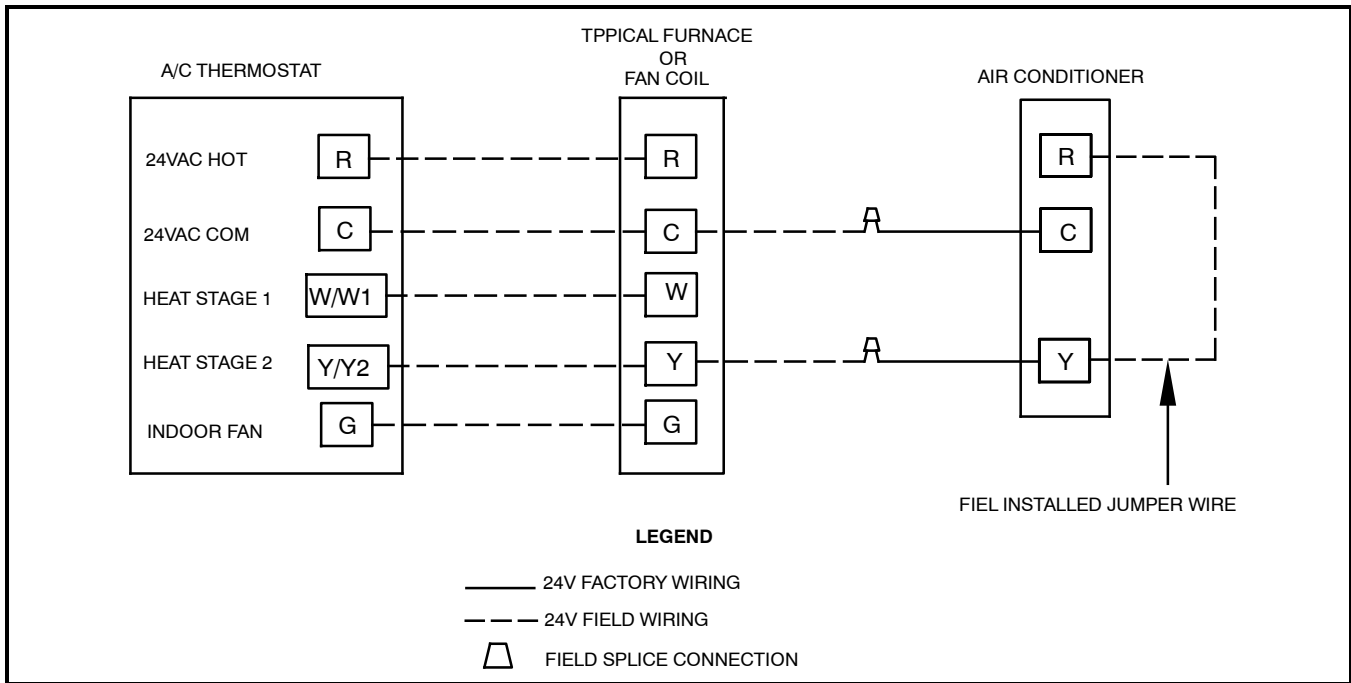 TPPICAL FURNACE
OR
FAN COIL
A/C THERMOSTAT
AIR CONDITIONER
24VAC HOT R R R
24VAC COM C C C
HEAT STAGE 1 W/W1 W
HEAT STAGE 2 Y/Y2 Y Y
INDOOR FAN G G
FIEL INSTALLED JUMPER WIRE
LEGEND
24V FACTORY WIRING
24V FIELD WIRING
FIELD SPLICE CONNECTION